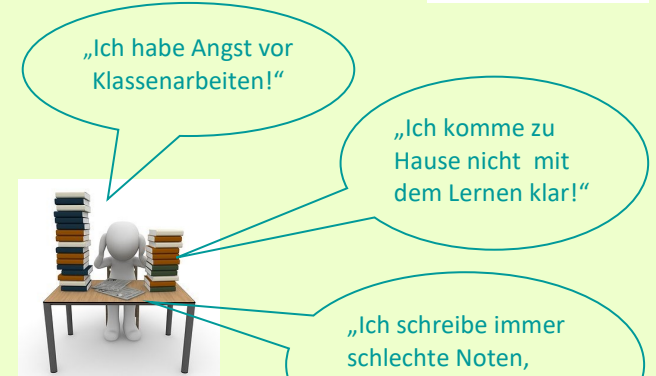 „Ich habe Angst vor
Klassenarbeiten!“
„Ich komme zu
Hause nicht mit
dem Lernen klar!“
„Ich schreibe immer
schlechte Noten,